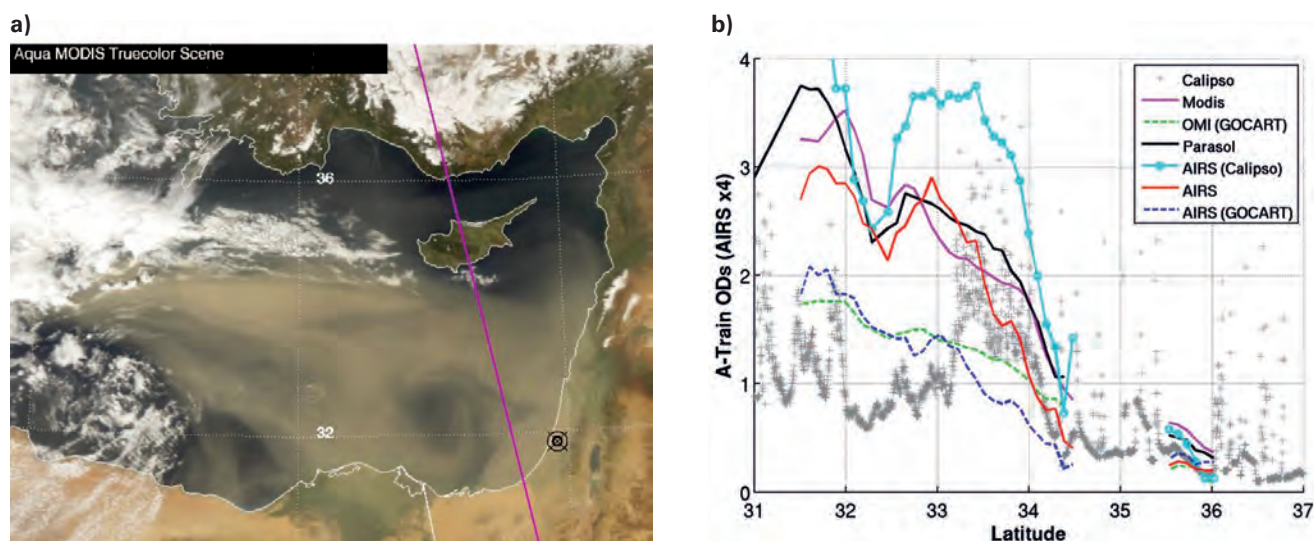 a)
Aqua MODIS Truecolor Scene
36
32
b)
A-Train ODs (AIRS x4)
4
3
2
1
0
31
32
33
34
35
36
37
Latitude
Calipso
Modis
OMI (GOCART)
Parasol
AIRS (Calipso)
AIRS
AIRS (GOCART)